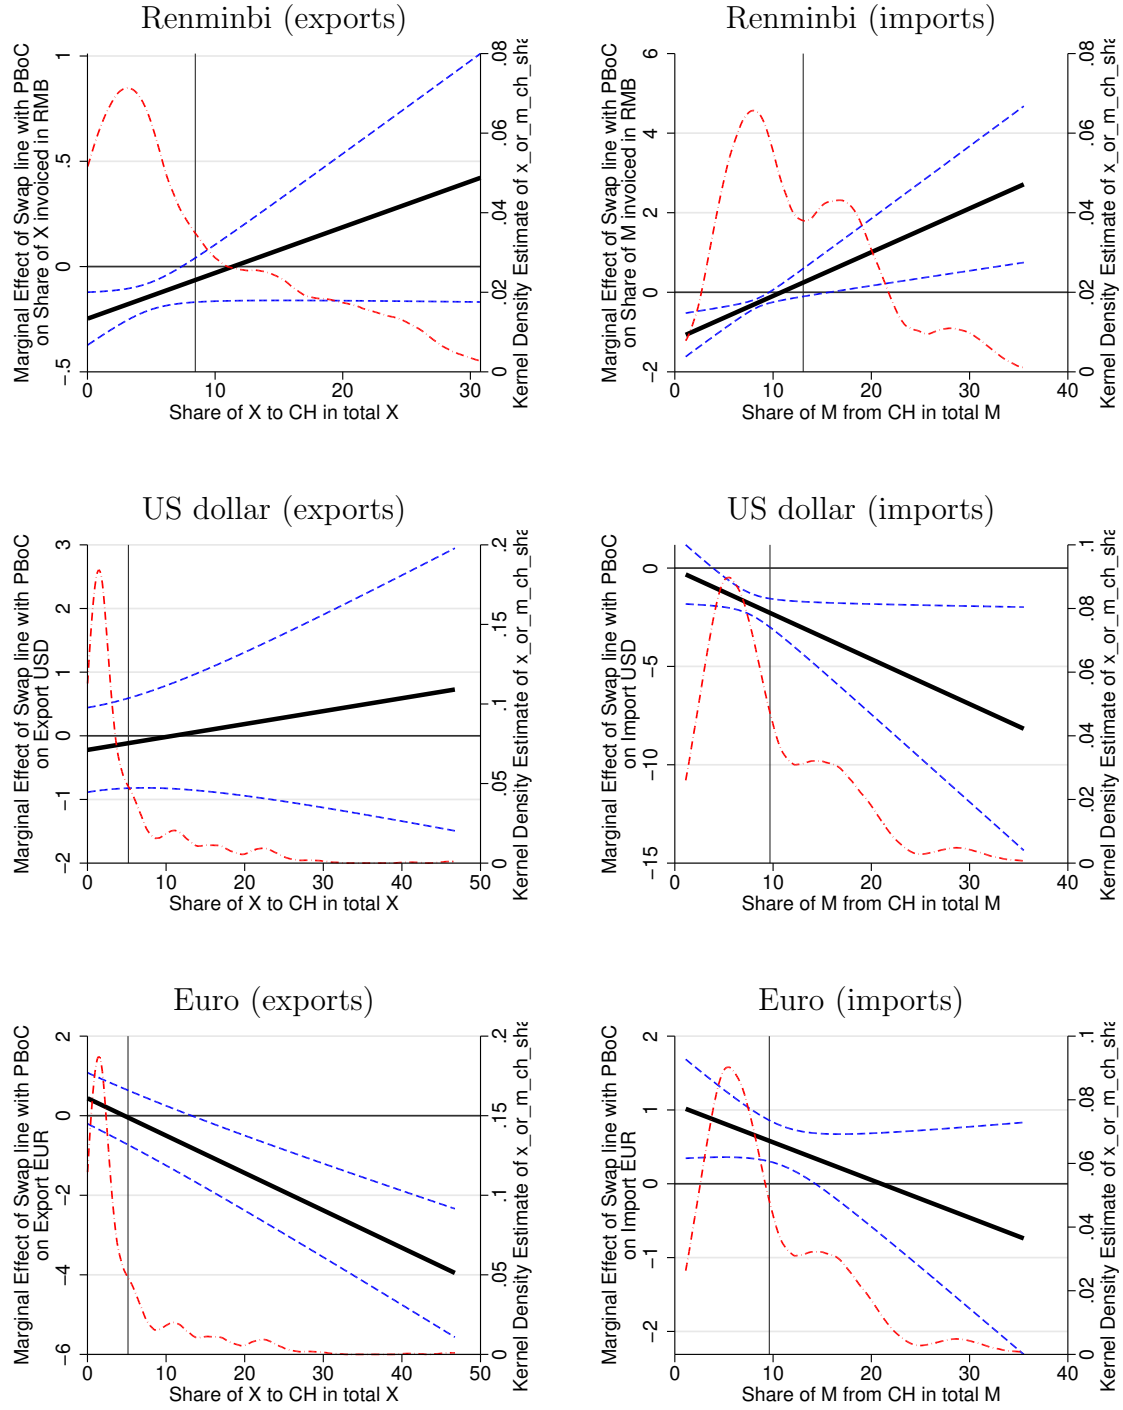 Renminbi (exports)
Marginal Effect of Swap line with PBoC
on Share of X invoiced in RMB
1
.5
0
−.5
.08
.06
.04
.02
0
Kernel Density Estimate of x_or_m_ch_sha
0 10 20 30
Share of X to CH in total X
Renminbi (imports)
Marginal Effect of Swap line with PBoC
on Share of M invoiced in RMB
6
4
2
0
−2
.08
.06
.04
.02
0
Kernel Density Estimate of x_or_m_ch_sha
0 10 20 30 40
Share of M from CH in total M
US dollar (exports)
Marginal Effect of Swap line with PBoC
on Export USD
3
2
1
0
−1
−2
.2
.15
.1
.05
0
Kernel Density Estimate of x_or_m_ch_sha
0 10 20 30 40 50
Share of X to CH in total X
US dollar (imports)
Marginal Effect of Swap line with PBoC
on Import USD
0
−5
−10
−15
.1
.08
.06
.04
.02
0
Kernel Density Estimate of x_or_m_ch_sha
0 10 20 30 40
Share of M from CH in total M
Euro (exports)
Marginal Effect of Swap line with PBoC
on Export EUR
2
0
−2
−4
−6
.2
.15
.1
.05
0
Kernel Density Estimate of x_or_m_ch_sha
0 10 20 30 40 50
Share of X to CH in total X
Euro (imports)
Marginal Effect of Swap line with PBoC
on Import EUR
2
1
0
−1
−2
.1
.08
.06
.04
.02
0
Kernel Density Estimate of x_or_m_ch_sha
0 10 20 30 40
Share of M from CH in total M